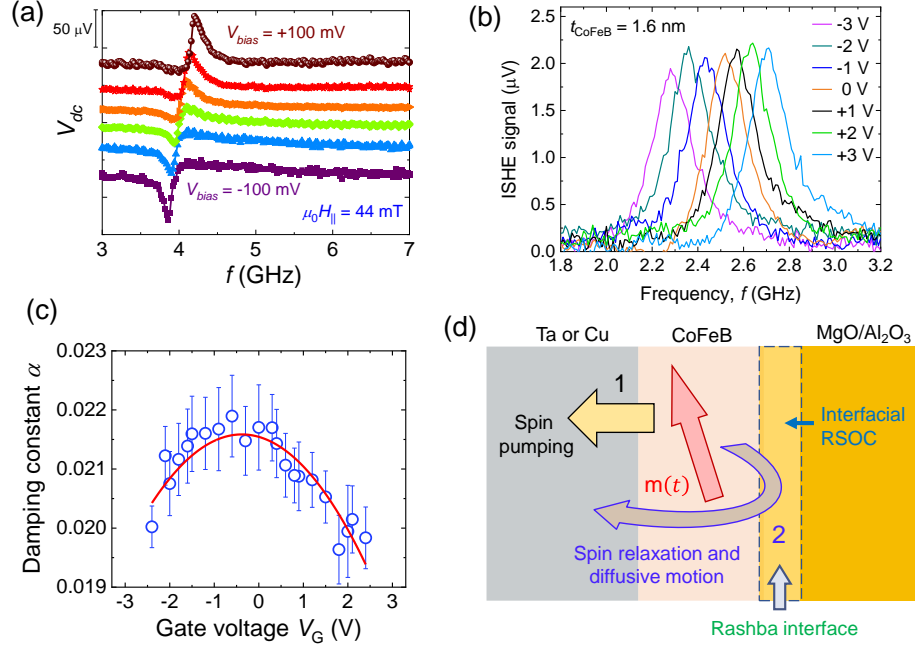 (a)
50 μV
V_bias = +100 mV
V_bias = -100 mV
μ₀H_|| = 44 mT
V_dc
3 4 5 6 7
f (GHz)
(b)
t_CoFeB = 1.6 nm
-3 V
-2 V
-1 V
0 V
+1 V
+2 V
+3 V
ISHE signal (μV)
2.5
2.0
1.5
1.0
0.5
0.0
1.8 2.0 2.2 2.4 2.6 2.8 3.0 3.2
Frequency, f (GHz)
(c)
Damping constant α
0.023
0.022
0.021
0.020
0.019
-3 -2 -1 0 1 2 3
Gate voltage V_G (V)
(d)
Ta or Cu CoFeB MgO/Al₂O₃
1
Spin
pumping
Interfacial
RSOC
m(t)
2
Spin relaxation and
diffusive motion
Rashba interface